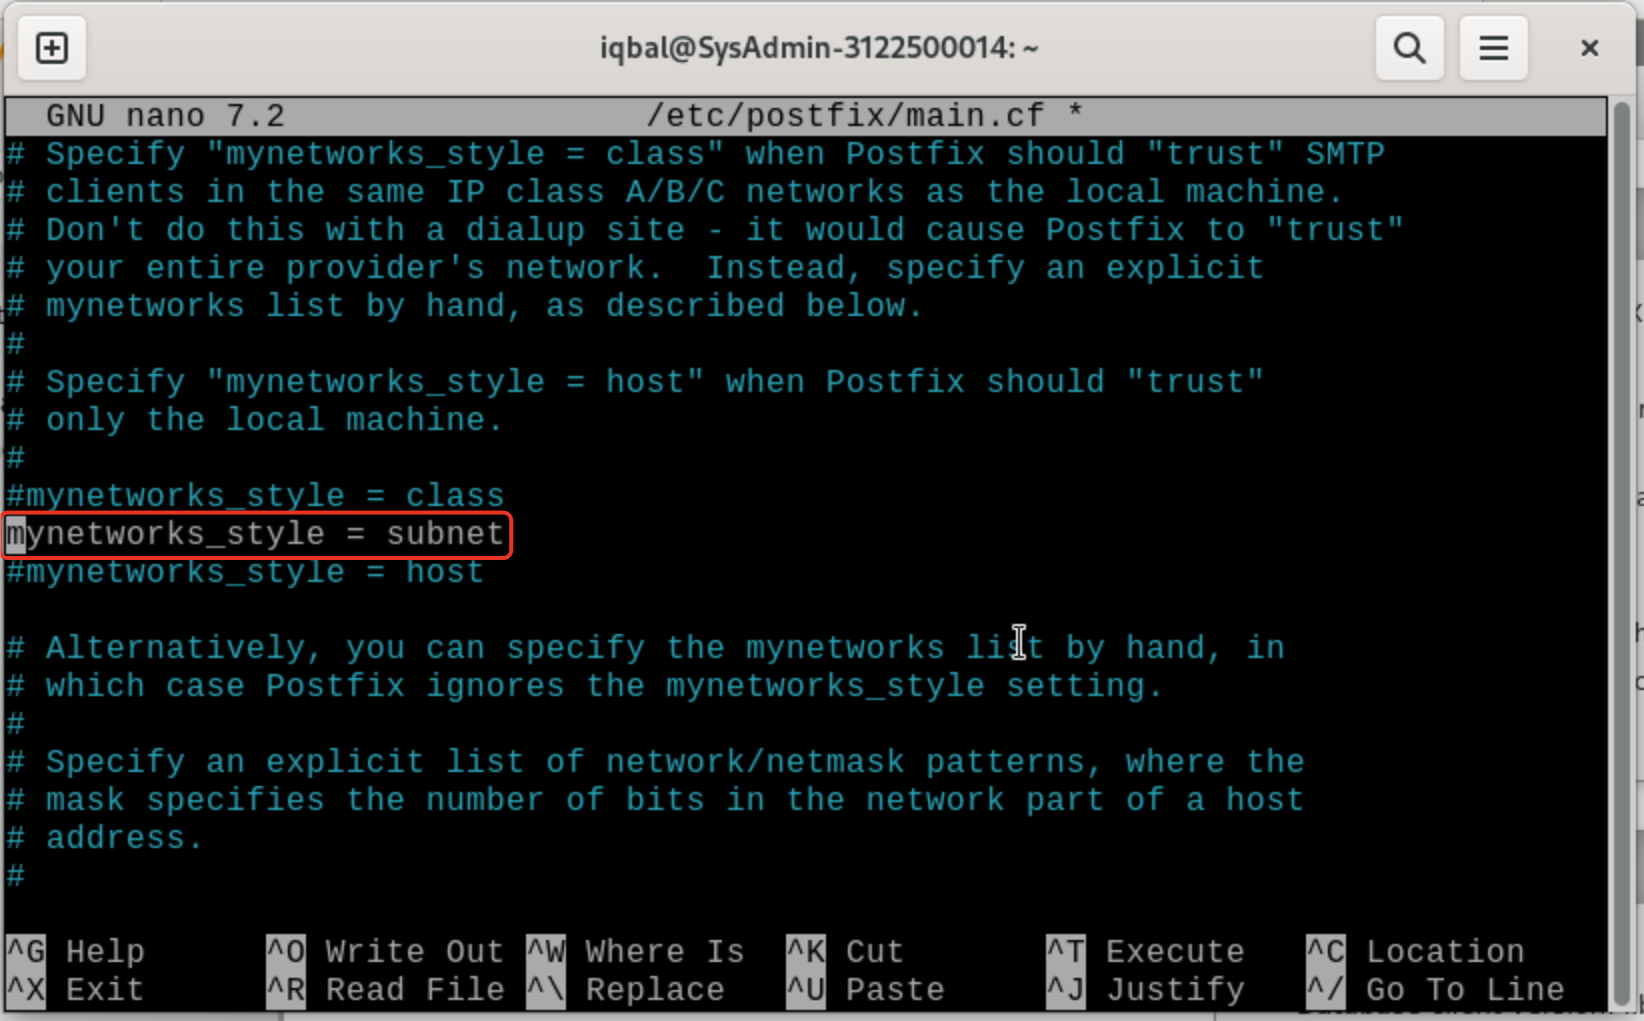 iqbal@SysAdmin-3122500014: ~
GNU nano 7.2 /etc/postfix/main.cf *
# Specify "mynetworks_style = class" when Postfix should "trust" SMTP
# clients in the same IP class A/B/C networks as the local machine.
# Don't do this with a dialup site - it would cause Postfix to "trust"
# your entire provider's network.  Instead, specify an explicit
# mynetworks list by hand, as described below.
#
# Specify "mynetworks_style = host" when Postfix should "trust"
# only the local machine.
#
#mynetworks_style = class
mynetworks_style = subnet
#mynetworks_style = host
# Alternatively, you can specify the mynetworks list by hand, in
# which case Postfix ignores the mynetworks_style setting.
#
# Specify an explicit list of network/netmask patterns, where the
# mask specifies the number of bits in the network part of a host
# address.
#
^G Help ^O Write Out ^W Where Is ^K Cut ^T Execute ^C Location
^X Exit ^R Read File ^\ Replace ^U Paste ^J Justify ^/ Go To Line